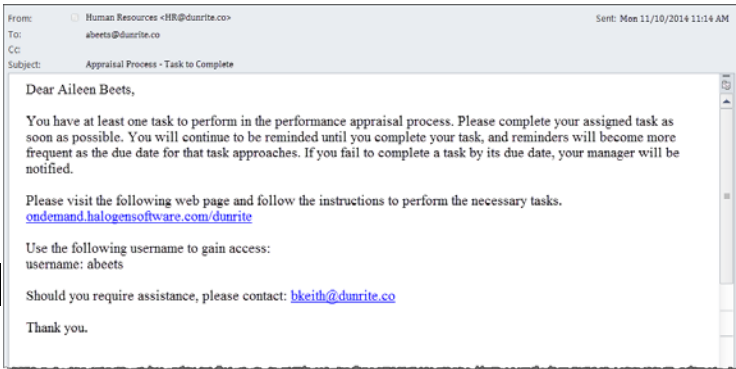 From: Human Resources <HR@dunrite.co> Sent: Mon 11/10/2014 11:14 AM
To: abeets@dunrite.co
Cc:
Subject: Appraisal Process - Task to Complete
Dear Aileen Beets,
You have at least one task to perform in the performance appraisal process. Please complete your assigned task as
soon as possible. You will continue to be reminded until you complete your task, and reminders will become more
frequent as the due date for that task approaches. If you fail to complete a task by its due date, your manager will be
notified.
Please visit the following web page and follow the instructions to perform the necessary tasks.
ondemand.halogensoftware.com/dunrite
Use the following username to gain access:
username: abeets
Should you require assistance, please contact: bkeith@dunrite.co
Thank you.